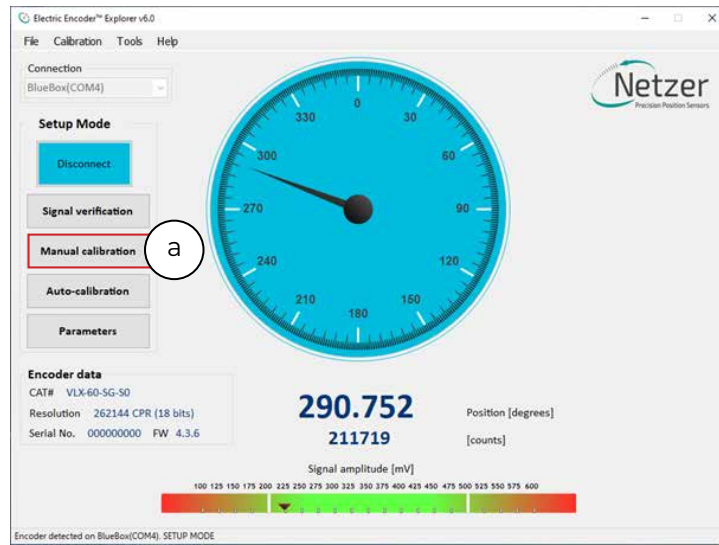 Electric Encoder™ Explorer v6.0
File Calibration Tools Help
Connection
BlueBox(COM4)
Netzer
Precision Position Sensors
Setup Mode
Disconnect
Signal verification
Manual calibration
a
Auto-calibration
Parameters
0
30
60
90
120
150
180
210
240
270
300
330
Encoder data
CAT# VLX-60-SG-S0
Resolution 262144 CPR (18 bits)
Serial No. 000000000 FW 4.3.6
290.752 Position [degrees]
211719 [counts]
Signal amplitude [mV]
100 125 150 175 200 225 250 275 300 325 350 375 400 425 450 475 500 525 550 575 600
Encoder detected on BlueBox(COM4). SETUP MODE